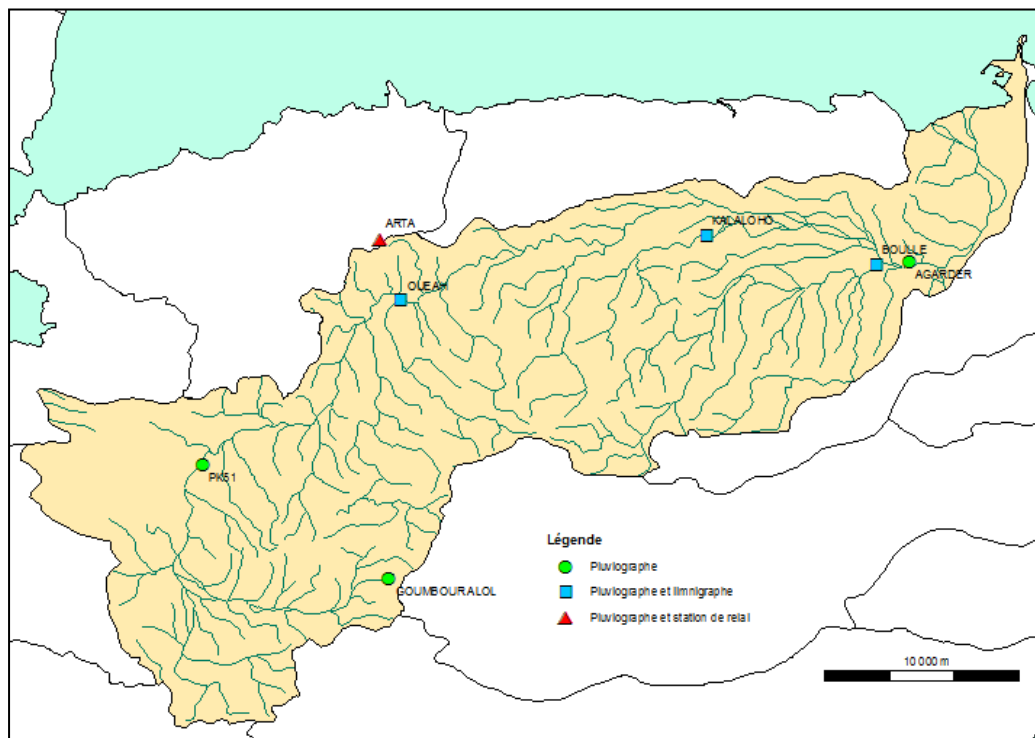 ARTA
KALALOHO
BOULLE
AGARDER
OUEAH
PK51
GOUMBOURALOL
Légende
Pluviographe
Pluviographe et limnigraphe
Pluviographe et station de relai
10 000 m